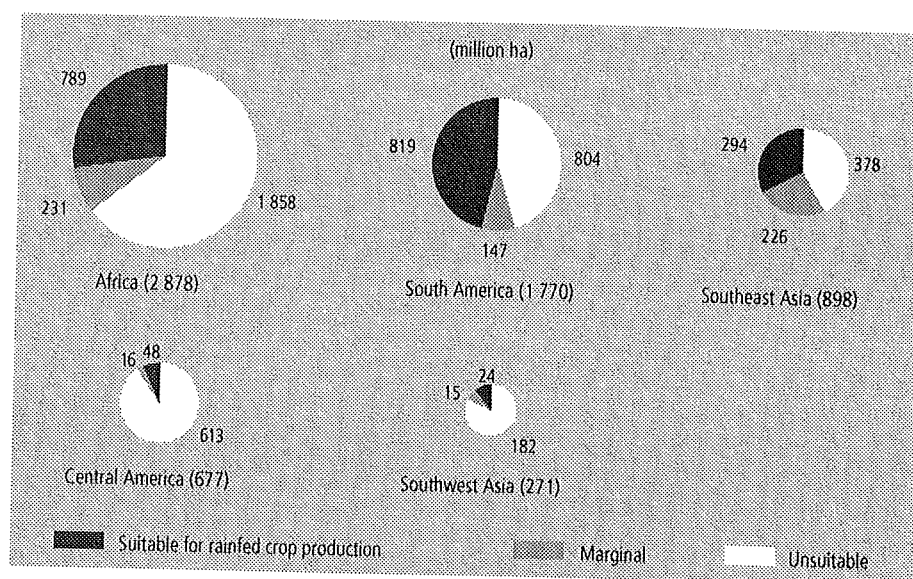 (million ha)
789
231
1 858
Africa (2 878)
819
804
147
South America (1 770)
294
378
226
Southeast Asia (898)
16
48
613
Central America (677)
15
24
182
Southwest Asia (271)
Suitable for rainfed crop production
Marginal
Unsuitable